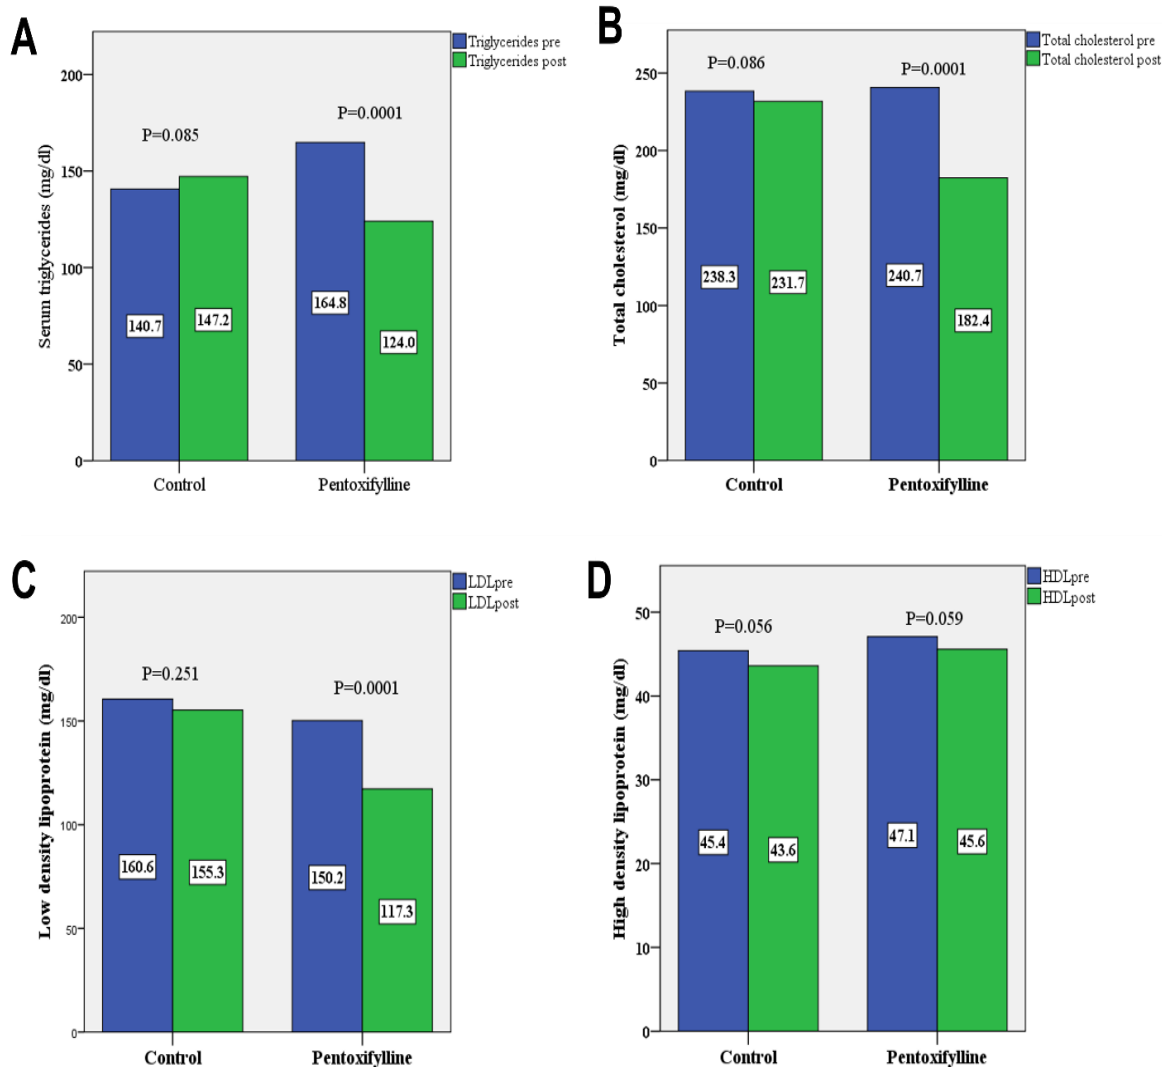 A
Triglycerides pre
Triglycerides post
Serum triglycerides (mg/dl)
200
150
100
50
0
P=0.085
P=0.0001
140.7
147.2
164.8
124.0
Control
Pentoxifylline
B
Total cholesterol pre
Total cholesterol post
Total cholesterol (mg/dl)
250
200
150
100
50
0
P=0.086
P=0.0001
238.3
231.7
240.7
182.4
Control
Pentoxifylline
C
LDLpre
LDLpost
Low density lipoprotein (mg/dl)
200
150
100
50
0
P=0.251
P=0.0001
160.6
155.3
150.2
117.3
Control
Pentoxifylline
D
HDLpre
HDLpost
High density lipoprotein (mg/dl)
50
40
30
20
10
0
P=0.056
P=0.059
45.4
43.6
47.1
45.6
Control
Pentoxifylline